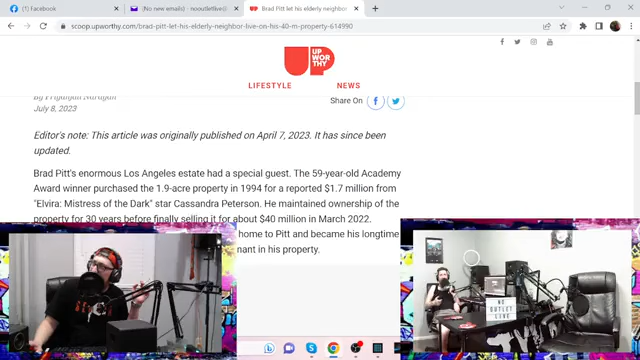 Facebook
(No new emails) - nooutletlive@
Brad Pitt let his elderly neighbor
scoop.upworthy.com/brad-pitt-let-his-elderly-neighbor-live-on-his-40-m-property-614990
UP
WOR
THY
LIFESTYLE
NEWS
By Priyanjali Narayan
Share On
July 8, 2023
Editor's note: This article was originally published on April 7, 2023. It has since been
updated.
Brad Pitt's enormous Los Angeles estate had a special guest. The 59-year-old Academy
Award winner purchased the 1.9-acre property in 1994 for a reported $1.7 million from
"Elvira: Mistress of the Dark" star Cassandra Peterson. He maintained ownership of the
property for 30 years before finally selling it for about $40 million in March 2022.
home to Pitt and became his longtime
nant in his property.
NO
OUTLET
LIVE